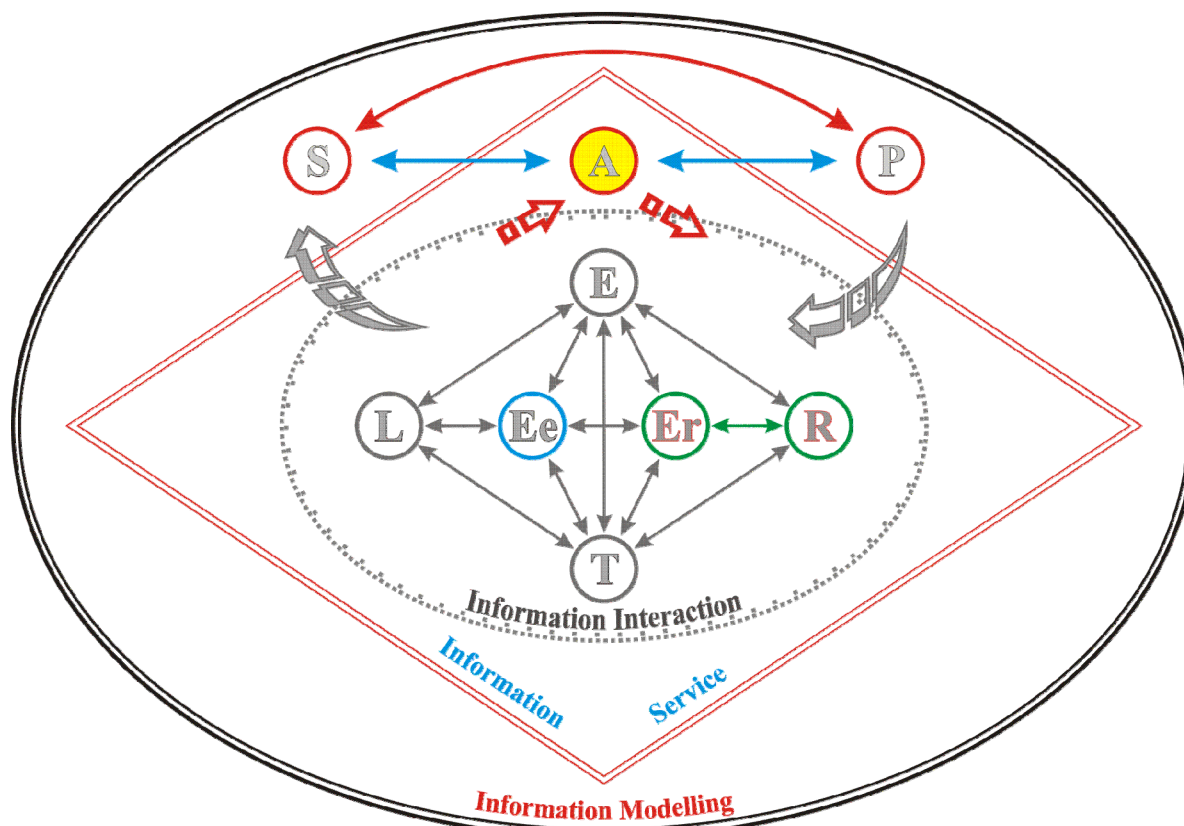 S
A
P
E
L
Ee
Er
R
T
Information Interaction
Information
Service
Information Modelling